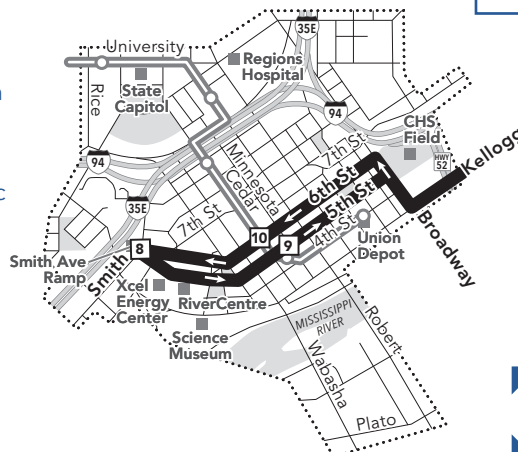 35E
University
Regions
Hospital
State
Capitol
Rice
94
CHS
Field
7th St
HWY
52
Kellogg
94
Minnesota
Cedar
6th St
5th St
35E
7th St
4th St
10
9
8
Broadway
Union
Depot
Smith Ave
Ramp
Smith
Xcel
Energy
Center
RiverCentre
Science
Museum
MISSISSIPPI
RIVER
Robert
Wabasha
Plato